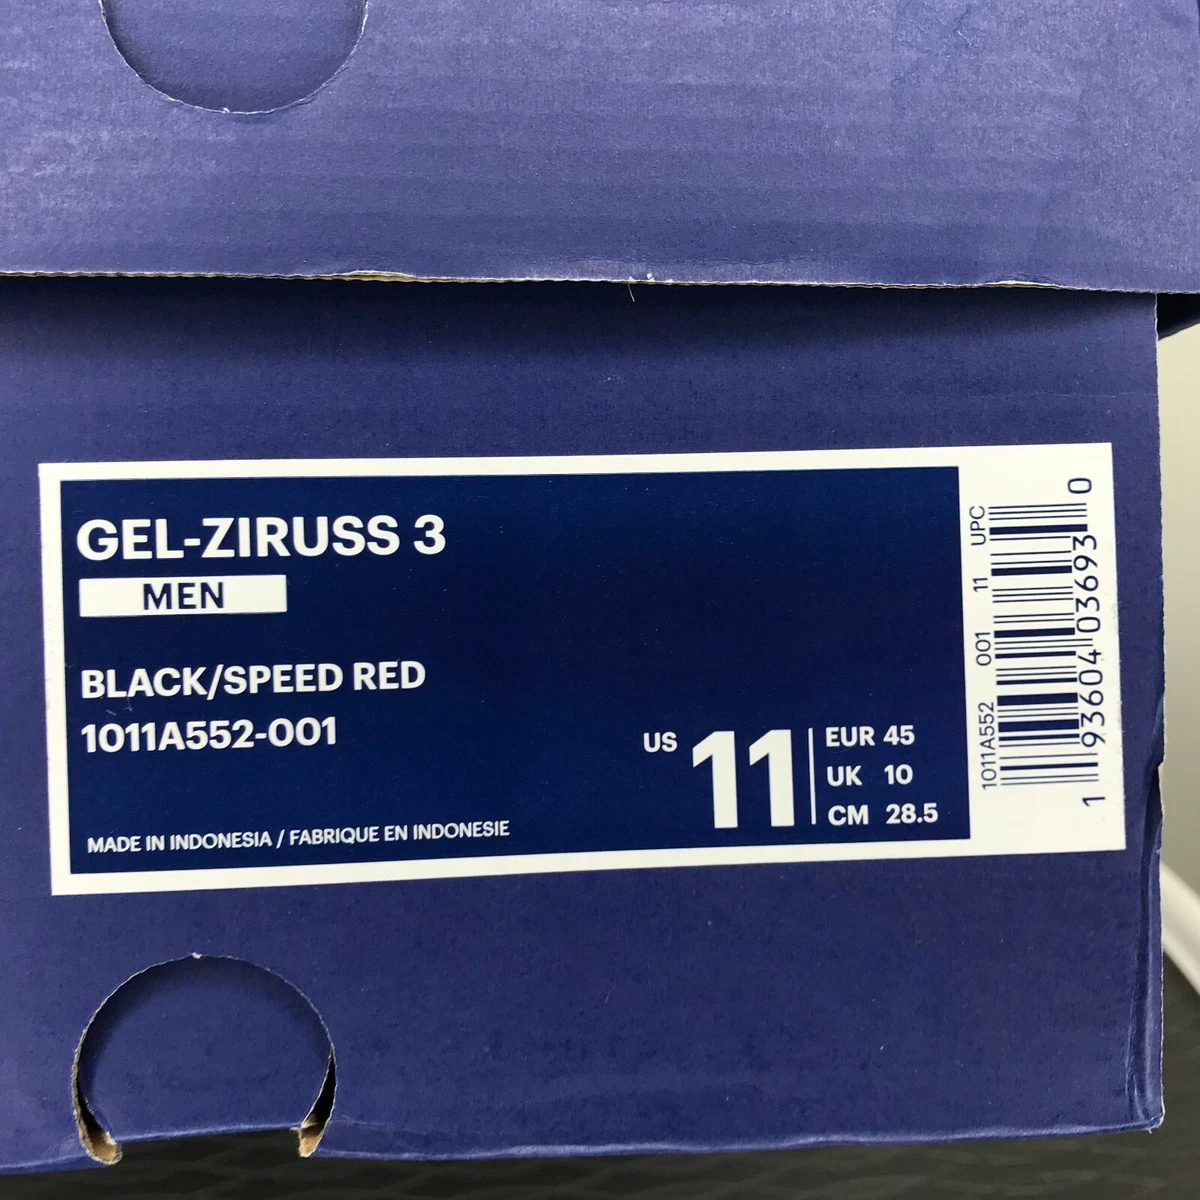 GEL-ZIRUSS 3
MEN
BLACK/SPEED RED
1011A552-001
US 11
EUR 45
UK 10
CM 28.5
MADE IN INDONESIA / FABRIQUE EN INDONESIE
1011A552 001 11 UPC
1 93604 03693 0